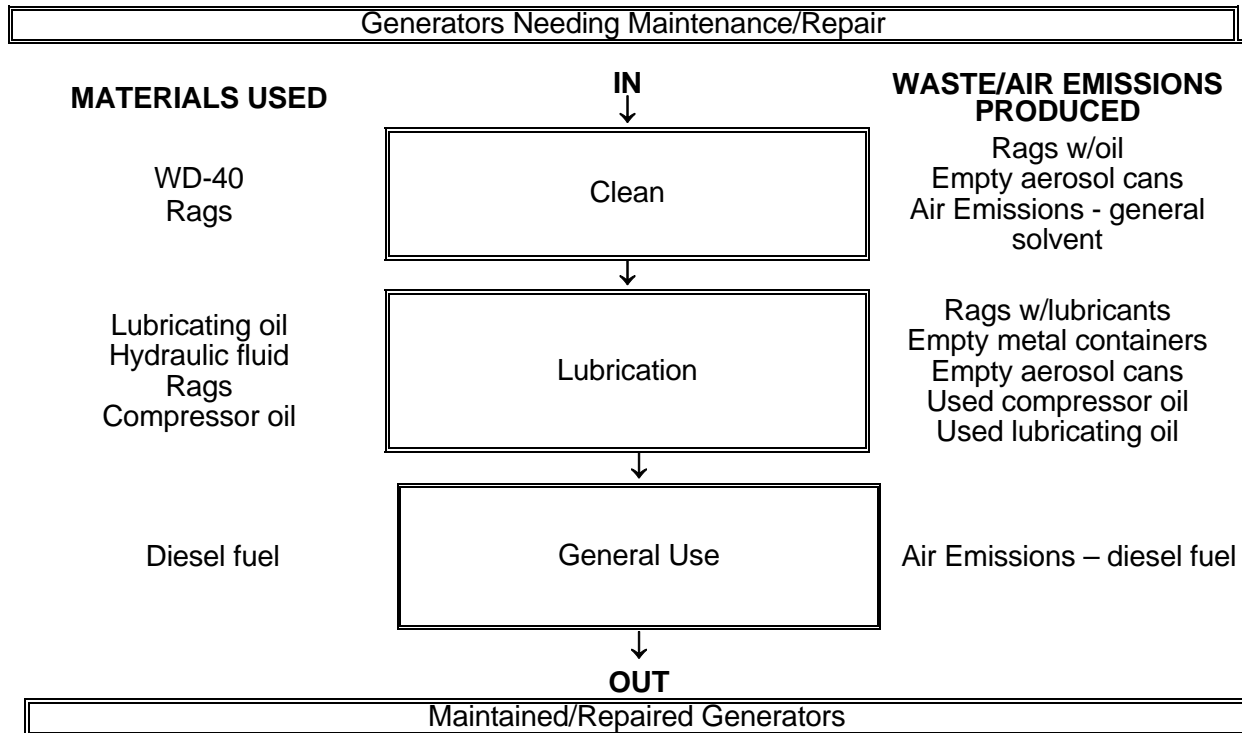 Generators Needing Maintenance/Repair
MATERIALS USED
IN
WASTE/AIR EMISSIONS
PRODUCED
WD-40
Rags
Clean
Rags w/oil
Empty aerosol cans
Air Emissions - general
solvent
Lubricating oil
Hydraulic fluid
Rags
Compressor oil
Lubrication
Rags w/lubricants
Empty metal containers
Empty aerosol cans
Used compressor oil
Used lubricating oil
Diesel fuel
General Use
Air Emissions – diesel fuel
OUT
Maintained/Repaired Generators